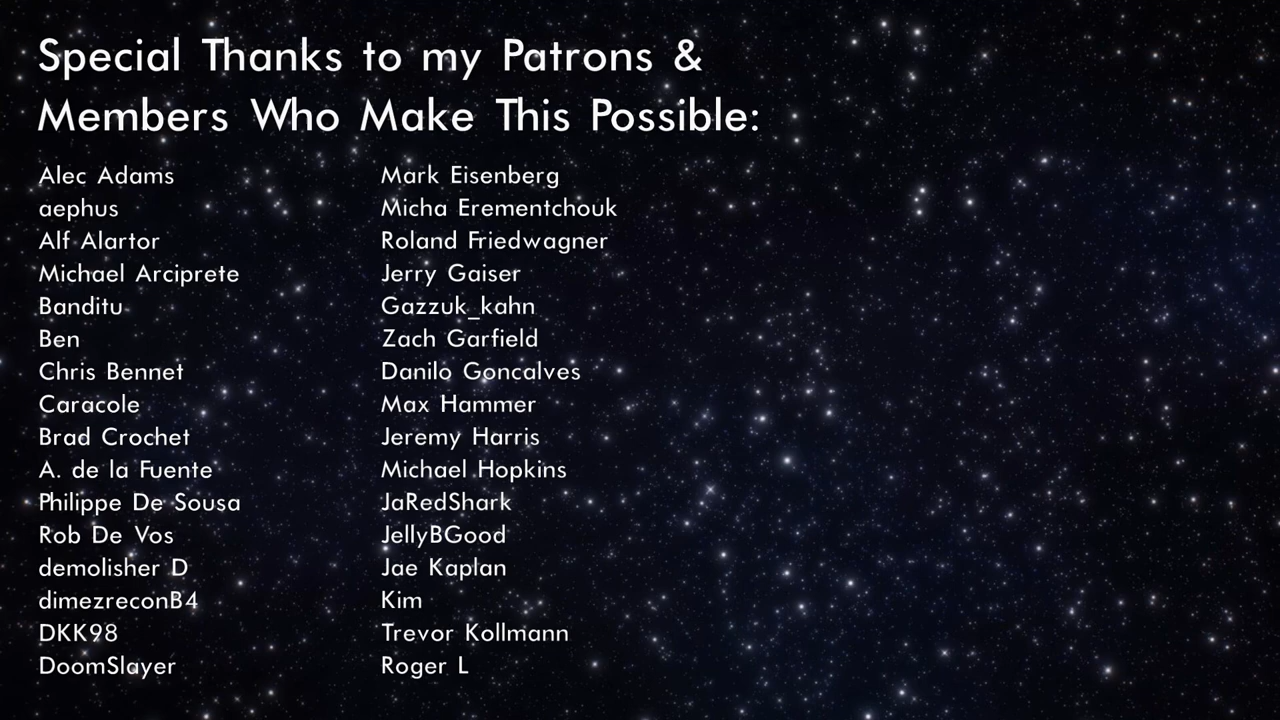 Special Thanks to my Patrons &
Members Who Make This Possible:
Alec Adams
aephus
Alf Alartor
Michael Arciprete
Banditu
Ben
Chris Bennet
Caracole
Brad Crochet
A. de la Fuente
Philippe De Sousa
Rob De Vos
demolisher D
dimezreconB4
DKK98
DoomSlayer
Mark Eisenberg
Micha Erementchouk
Roland Friedwagner
Jerry Gaiser
Gazzuk_kahn
Zach Garfield
Danilo Goncalves
Max Hammer
Jeremy Harris
Michael Hopkins
JaRedShark
JellyBGood
Jae Kaplan
Kim
Trevor Kollmann
Roger L